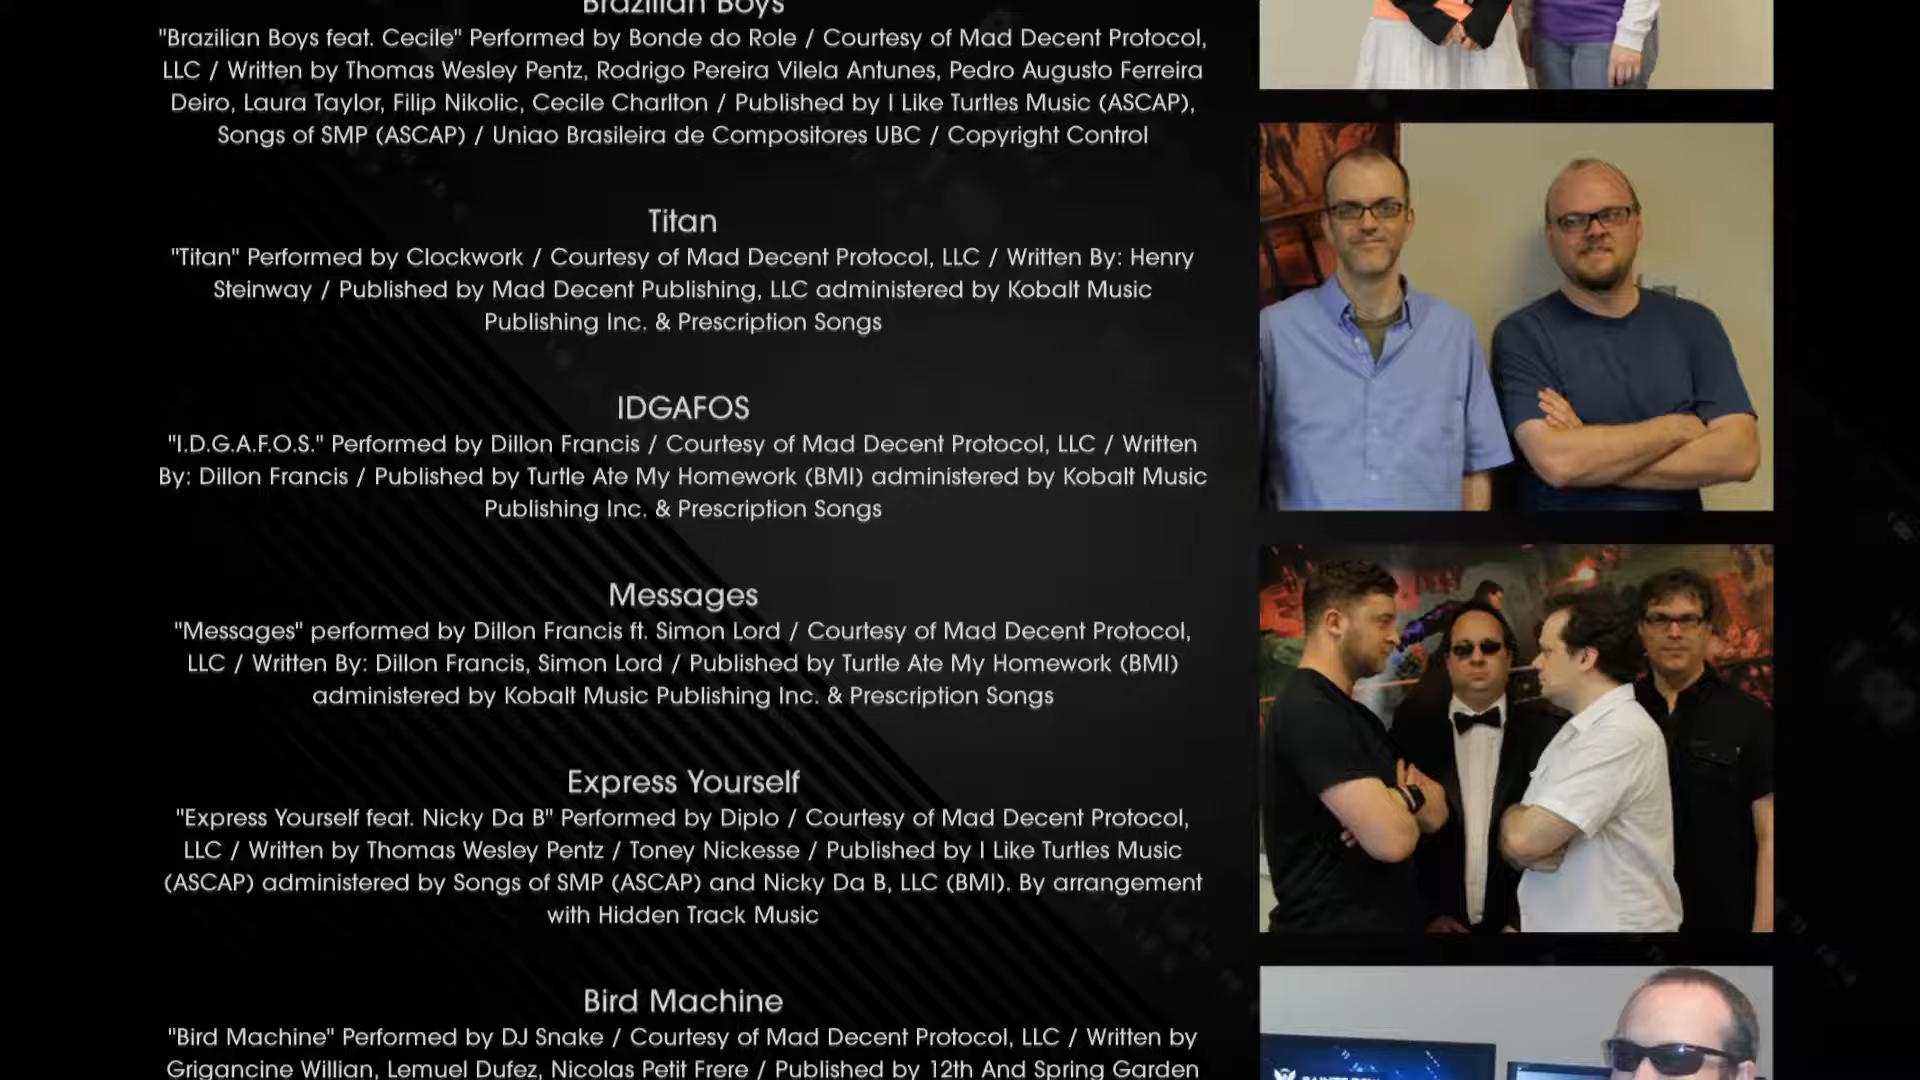 Brazilian Boys
"Brazilian Boys feat. Cecile" Performed by Bonde do Role / Courtesy of Mad Decent Protocol,
LLC / Written by Thomas Wesley Pentz, Rodrigo Pereira Vilela Antunes, Pedro Augusto Ferreira
Deiro, Laura Taylor, Filip Nikolic, Cecile Charlton / Published by I Like Turtles Music (ASCAP),
Songs of SMP (ASCAP) / Uniao Brasileira de Compositores UBC / Copyright Control
Titan
"Titan" Performed by Clockwork / Courtesy of Mad Decent Protocol, LLC / Written By: Henry
Steinway / Published by Mad Decent Publishing, LLC administered by Kobalt Music
Publishing Inc. & Prescription Songs
IDGAFOS
"I.D.G.A.F.O.S." Performed by Dillon Francis / Courtesy of Mad Decent Protocol, LLC / Written
By: Dillon Francis / Published by Turtle Ate My Homework (BMI) administered by Kobalt Music
Publishing Inc. & Prescription Songs
Messages
"Messages" performed by Dillon Francis ft. Simon Lord / Courtesy of Mad Decent Protocol,
LLC / Written By: Dillon Francis, Simon Lord / Published by Turtle Ate My Homework (BMI)
administered by Kobalt Music Publishing Inc. & Prescription Songs
Express Yourself
"Express Yourself feat. Nicky Da B" Performed by Diplo / Courtesy of Mad Decent Protocol,
LLC / Written by Thomas Wesley Pentz / Toney Nickesse / Published by I Like Turtles Music
(ASCAP) administered by Songs of SMP (ASCAP) and Nicky Da B, LLC (BMI). By arrangement
with Hidden Track Music
Bird Machine
"Bird Machine" Performed by DJ Snake / Courtesy of Mad Decent Protocol, LLC / Written by
Grigancine Willian, Lemuel Dufez, Nicolas Petit Frere / Published by 12th And Spring Garden